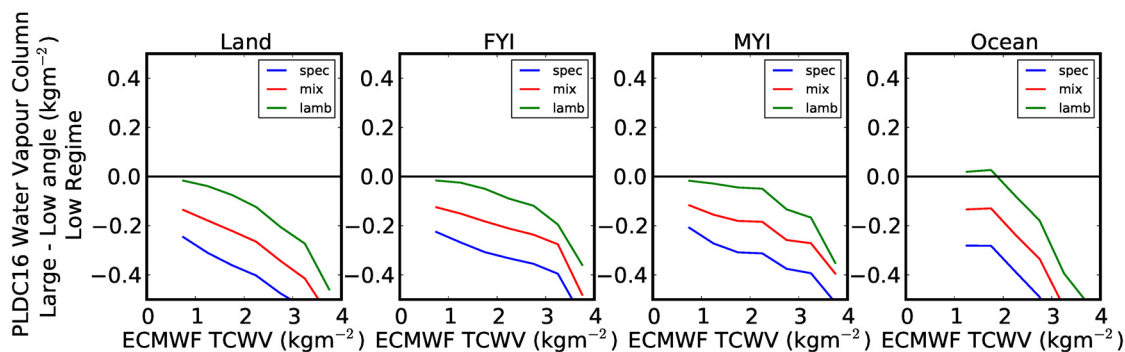 PLDC16 Water Vapour Column
Large - Low angle (kgm⁻²)
Low Regime
Land
0.4
0.2
0.0
−0.2
−0.4
spec
mix
lamb
0 1 2 3 4
ECMWF TCWV (kgm⁻²)
FYI
0.4
0.2
0.0
−0.2
−0.4
spec
mix
lamb
0 1 2 3 4
ECMWF TCWV (kgm⁻²)
MYI
0.4
0.2
0.0
−0.2
−0.4
spec
mix
lamb
0 1 2 3 4
ECMWF TCWV (kgm⁻²)
Ocean
0.4
0.2
0.0
−0.2
−0.4
spec
mix
lamb
0 1 2 3 4
ECMWF TCWV (kgm⁻²)